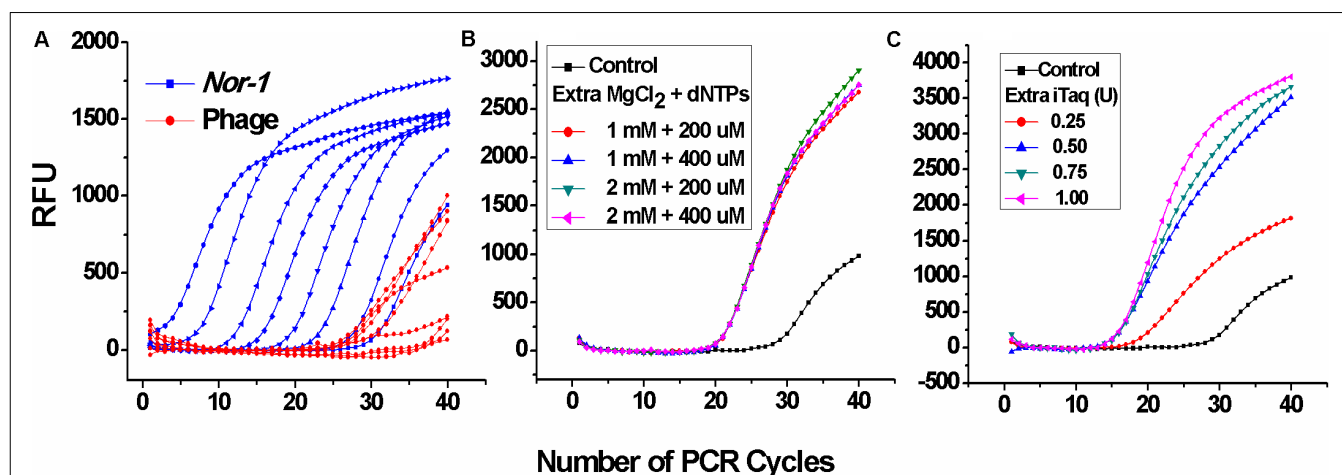 A
2000
1500
1000
500
0
RFU
Nor-1
Phage
0 10 20 30 40
B
3000
2500
2000
1500
1000
500
0
Control
Extra MgCl2 + dNTPs
1 mM + 200 uM
1 mM + 400 uM
2 mM + 200 uM
2 mM + 400 uM
0 10 20 30 40
C
4000
3500
3000
2500
2000
1500
1000
500
0
-500
Control
Extra iTaq (U)
0.25
0.50
0.75
1.00
0 10 20 30 40
Number of PCR Cycles